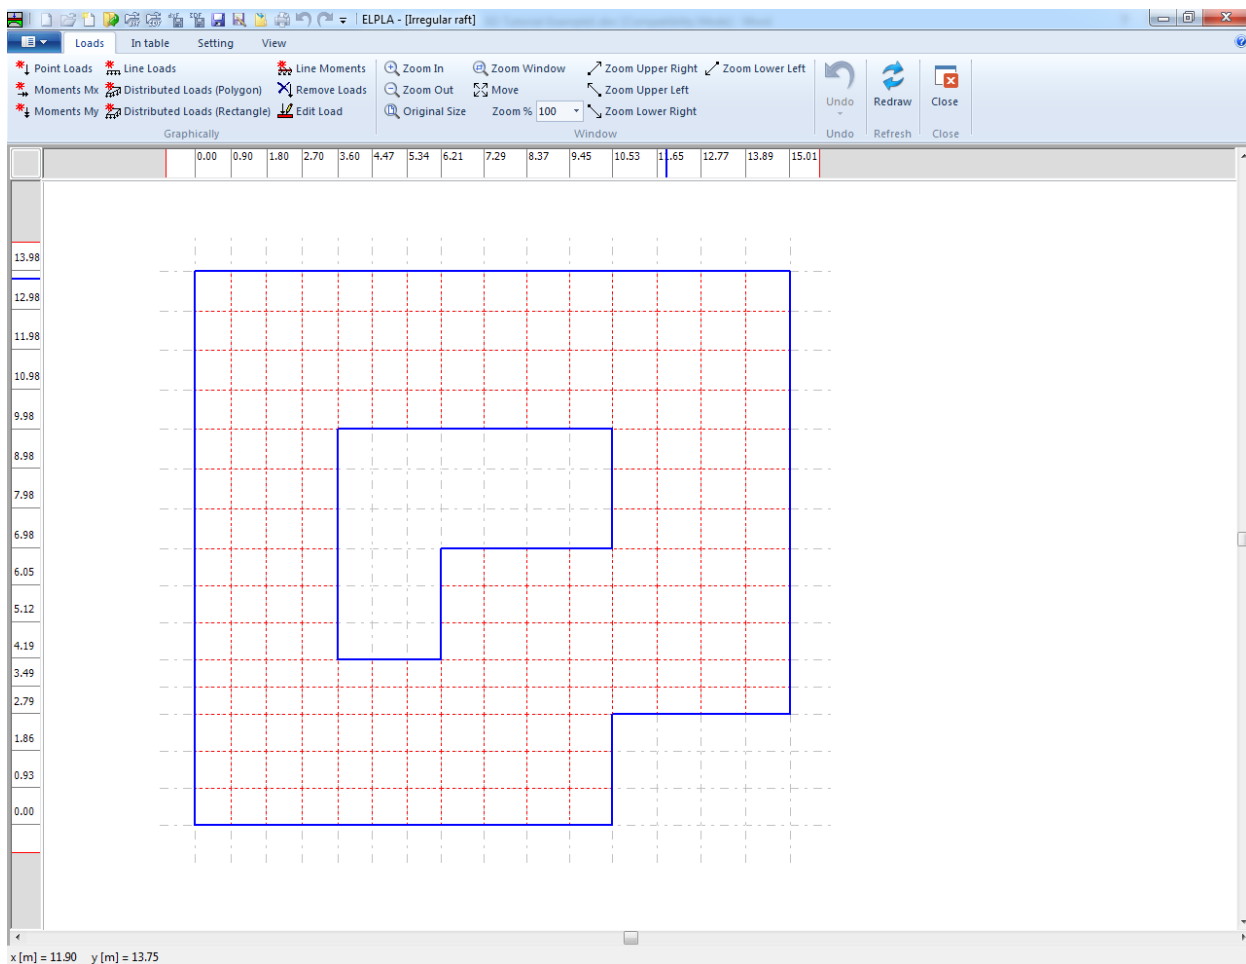 ELPLA - [Irregular raft]
Loads In table Setting View
Point Loads Line Loads Line Moments Zoom In Zoom Window Zoom Upper Right Zoom Lower Left
Moments Mx Distributed Loads (Polygon) Remove Loads Zoom Out Move Zoom Upper Left
Moments My Distributed Loads (Rectangle) Edit Load Original Size Zoom % 100 Zoom Lower Right
Undo Redraw Close
Graphically Window Undo Refresh Close
0.00 0.90 1.80 2.70 3.60 4.47 5.34 6.21 7.29 8.37 9.45 10.53 11.65 12.77 13.89 15.01
13.98
12.98
11.98
10.98
9.98
8.98
7.98
6.98
6.05
5.12
4.19
3.49
2.79
1.86
0.93
0.00
x [m] = 11.90 y [m] = 13.75